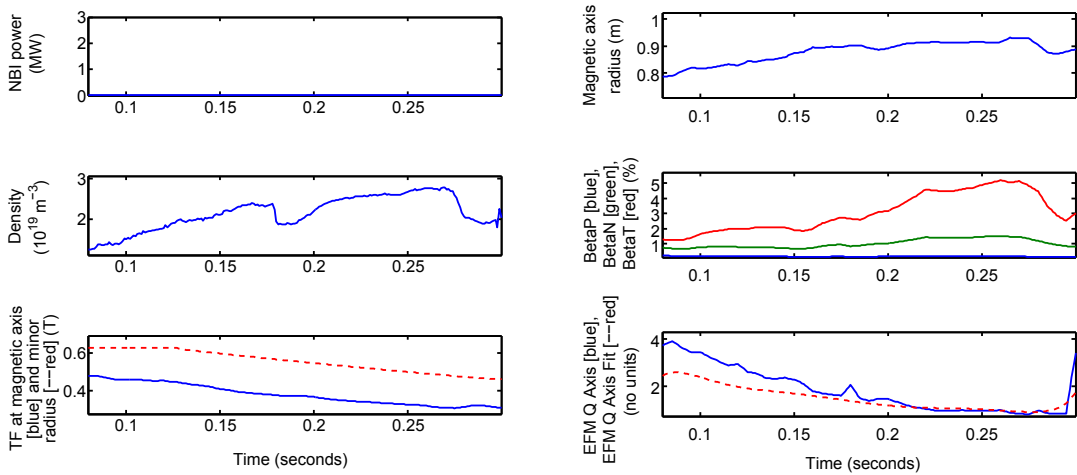 NBI power
(MW)
3
2
1
0
0.1
0.15
0.2
0.25
Magnetic axis
radius (m)
1
0.9
0.8
0.1
0.15
0.2
0.25
Density
(10^19 m^−3)
3
2
0.1
0.15
0.2
0.25
BetaP [blue],
BetaN [green],
BetaT [red] (%)
5
4
3
2
1
0.1
0.15
0.2
0.25
TF at magnetic axis
[blue] and minor
radius [−−red] (T)
0.6
0.4
0.1
0.15
0.2
0.25
Time (seconds)
EFM Q Axis [blue],
EFM Q Axis Fit [−−red]
(no units)
4
2
0.1
0.15
0.2
0.25
Time (seconds)